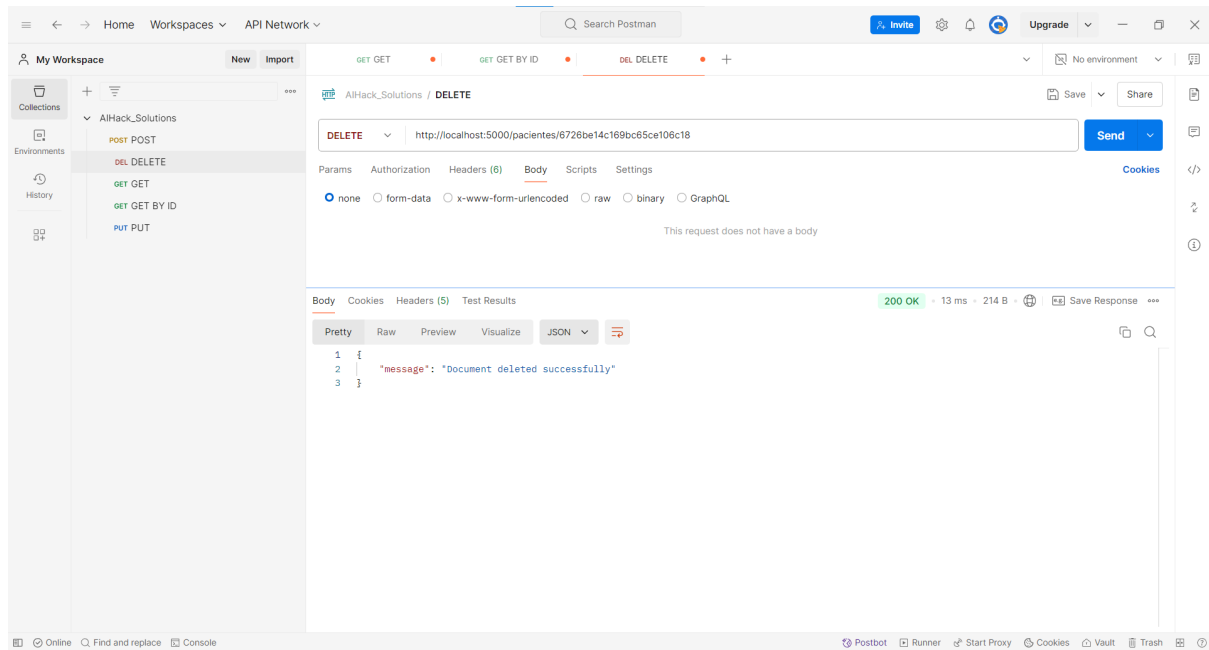 Home Workspaces API Network Search Postman Invite Upgrade
My Workspace New Import GET GET GET GET BY ID DEL DELETE No environment
Collections
Environments
History
AIHack_Solutions
POST POST
DEL DELETE
GET GET
GET GET BY ID
PUT PUT
HTTP AIHack_Solutions / DELETE Save Share
DELETE http://localhost:5000/pacientes/6726be14c169bc65ce106c18 Send
Params Authorization Headers (6) Body Scripts Settings Cookies
none form-data x-www-form-urlencoded raw binary GraphQL
This request does not have a body
Body Cookies Headers (5) Test Results 200 OK 13 ms 214 B e.g. Save Response
Pretty Raw Preview Visualize JSON
1 {
2 "message": "Document deleted successfully"
3 }
Online Find and replace Console Postbot Runner Start Proxy Cookies Vault Trash